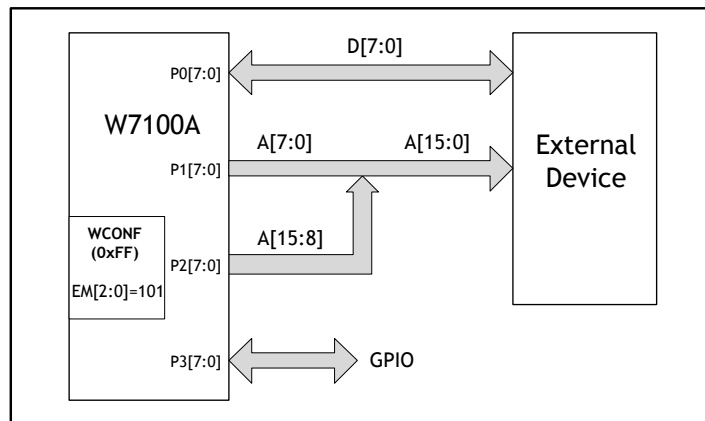 D[7:0]
P0[7:0]
W7100A
A[7:0]
A[15:0]
P1[7:0]
External
Device
WCONF
(0xFF)
EM[2:0]=101
A[15:8]
P2[7:0]
P3[7:0]
GPIO